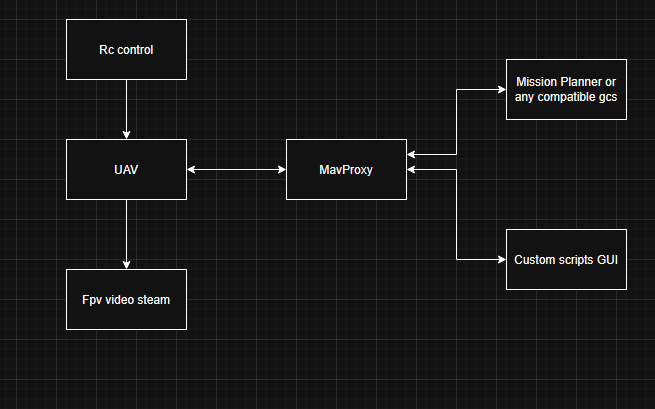 Rc control
Mission Planner or
any compatible gcs
UAV
MavProxy
Custom scripts GUI
Fpv video steam